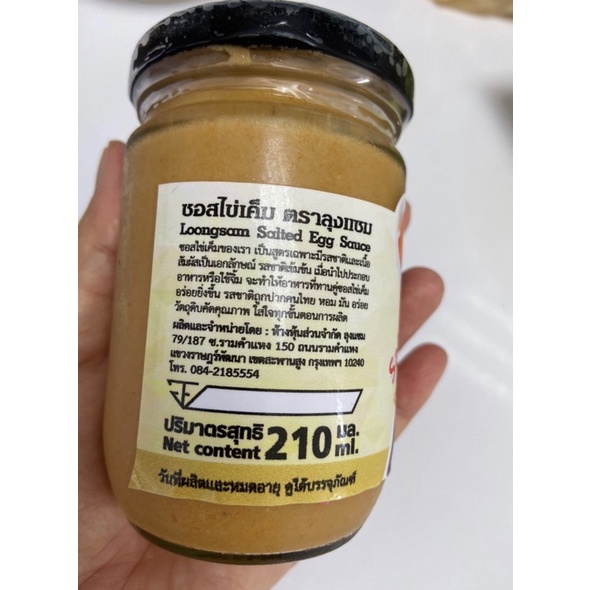 ซอสไข่เค็ม ตราลุงแซม
Loongsam Salted Egg Sauce
ซอสไข่เค็มของเรา เป็นสูตรเฉพาะมีรสชาติและเนื้อ
สัมผัสเป็นเอกลักษณ์ รสชาติเข้มข้น เมื่อนำไปประกอบ
อาหารหรือใช้จิ้ม จะทำให้อาหารที่ทานคู่ซอสไข่เค็ม
อร่อยยิ่งขึ้น รสชาติถูกปากคนไทย หอม มัน อร่อย
วัตถุดิบคัดคุณภาพ ใส่ใจทุกขั้นตอนการผลิต
ผลิตและจำหน่ายโดย : ห้างหุ้นส่วนจำกัด ลุงแซม
79/187 ซ.รามคำแหง 150 ถนนรามคำแหง
แขวงราษฎร์พัฒนา เขตสะพานสูง กรุงเทพฯ 10240
โทร. 084-2185554
ปริมาตรสุทธิ 210 มล.
Net content ml.
วันที่ผลิตและหมดอายุ ดูใต้บรรจุภัณฑ์